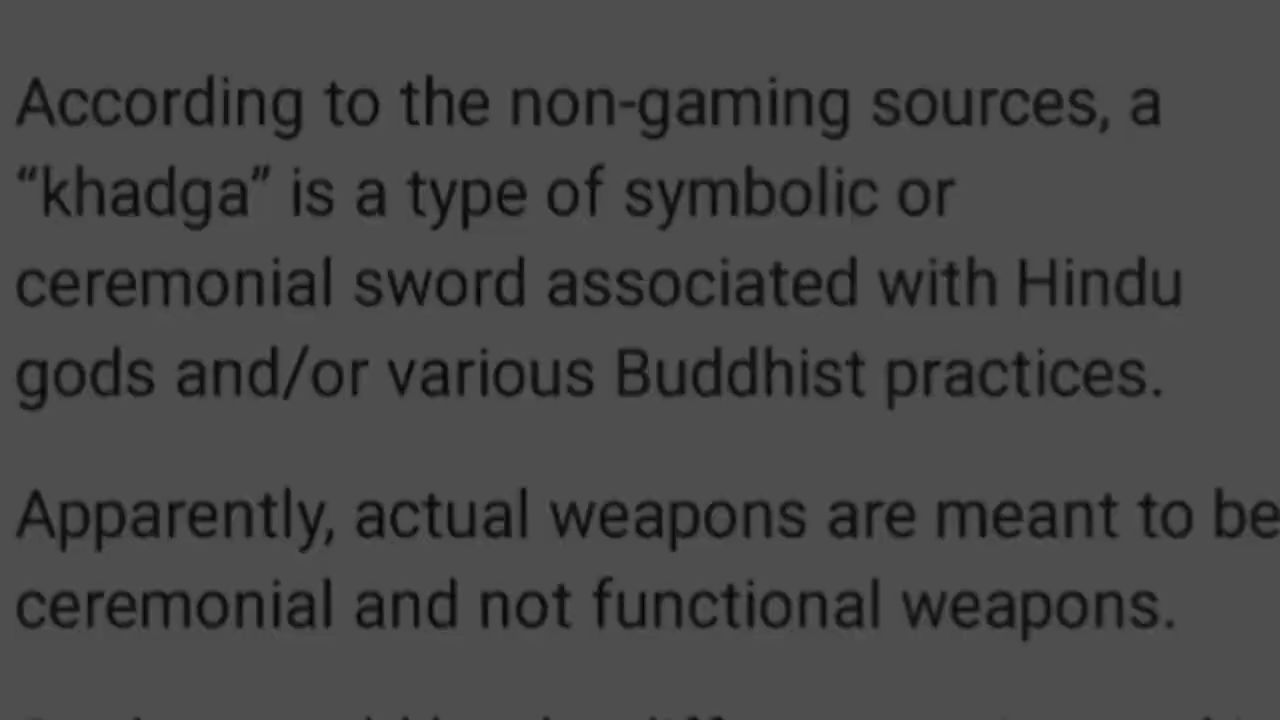 According to the non-gaming sources, a
“khadga” is a type of symbolic or
ceremonial sword associated with Hindu
gods and/or various Buddhist practices.
Apparently, actual weapons are meant to be
ceremonial and not functional weapons.